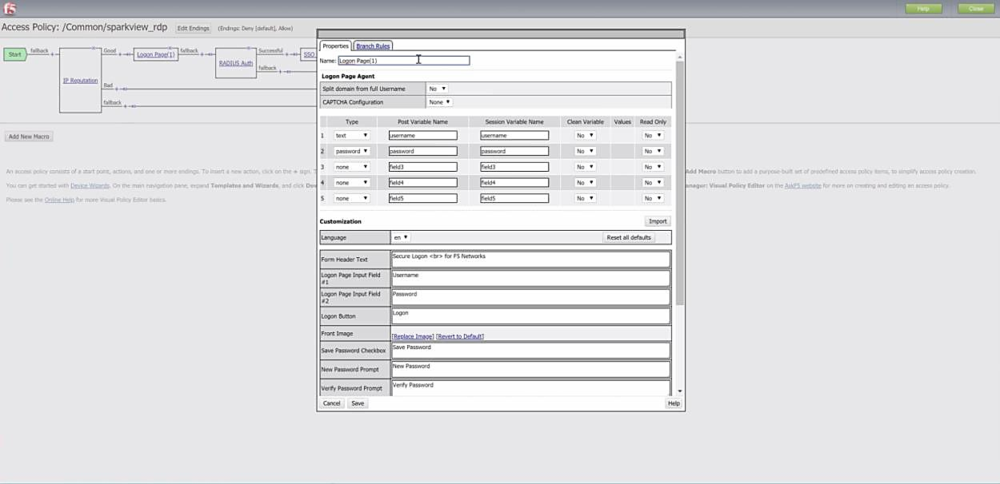 f5
Help
Close
Access Policy: /Common/sparkview_rdp
Edit Endings
(Endings: Deny [default], Allow)
Start
fallback
IP Reputation
Good
Bad
fallback
Logon Page(1)
fallback
RADIUS Auth
Successful
fallback
SSO
Add New Macro
An access policy consists of a start point, actions, and one or more endings. To insert a new action, click on the + sign.
Add Macro button to add a purpose-built set of predefined access policy items, to simplify access policy creation.
You can get started with Device Wizards. On the main navigation pane, expand Templates and Wizards, and click
anager: Visual Policy Editor on the AskF5 website for more on creating and editing an access policy.
Please see the Online Help for more Visual Policy Editor basics.
Properties
Branch Rules
Name: Logon Page(1)
Logon Page Agent
Split domain from full Username No
CAPTCHA Configuration None
Type Post Variable Name Session Variable Name Clean Variable Values Read Only
1 text username username No No
2 password password password No No
3 none field3 field3 No No
4 none field4 field4 No No
5 none field5 field5 No No
Customization
Import
Language en Reset all defaults
Form Header Text Secure Logon <br> for F5 Networks
Logon Page Input Field
#1
Username
Logon Page Input Field
#2
Password
Logon Button Logon
Front Image [Replace Image] [Revert to Default]
Save Password Checkbox Save Password
New Password Prompt New Password
Verify Password Prompt Verify Password
Cancel
Save
Help